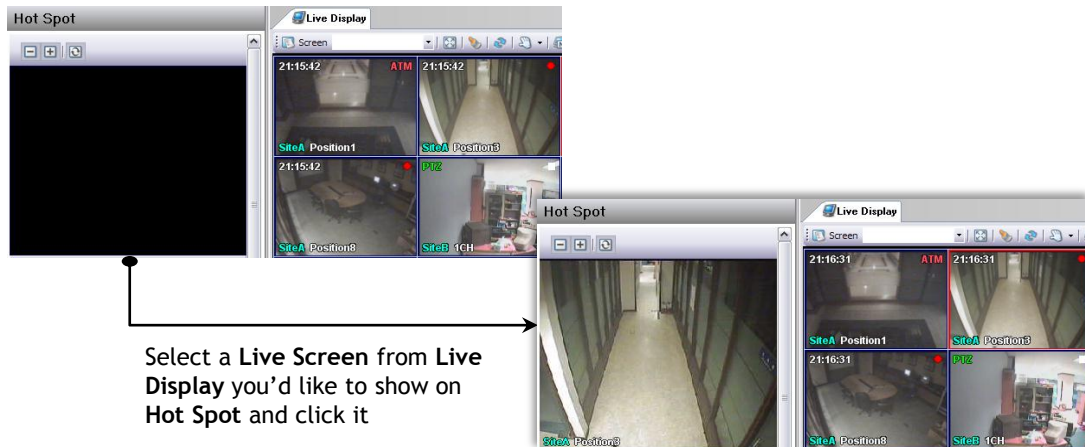 Hot Spot
Live Display
Screen
21:15:42 ATM
SiteA Position1
21:15:42
SiteA Position3
21:15:42
SiteA Position8
PTZ
SiteB 1CH
Select a Live Screen from Live
Display you'd like to show on
Hot Spot and click it
Hot Spot
SiteA Position3
Live Display
Screen
21:16:31 ATM
SiteA Position1
21:16:31
SiteA Position3
21:16:31
SiteA Position8
PTZ
SiteB 1CH